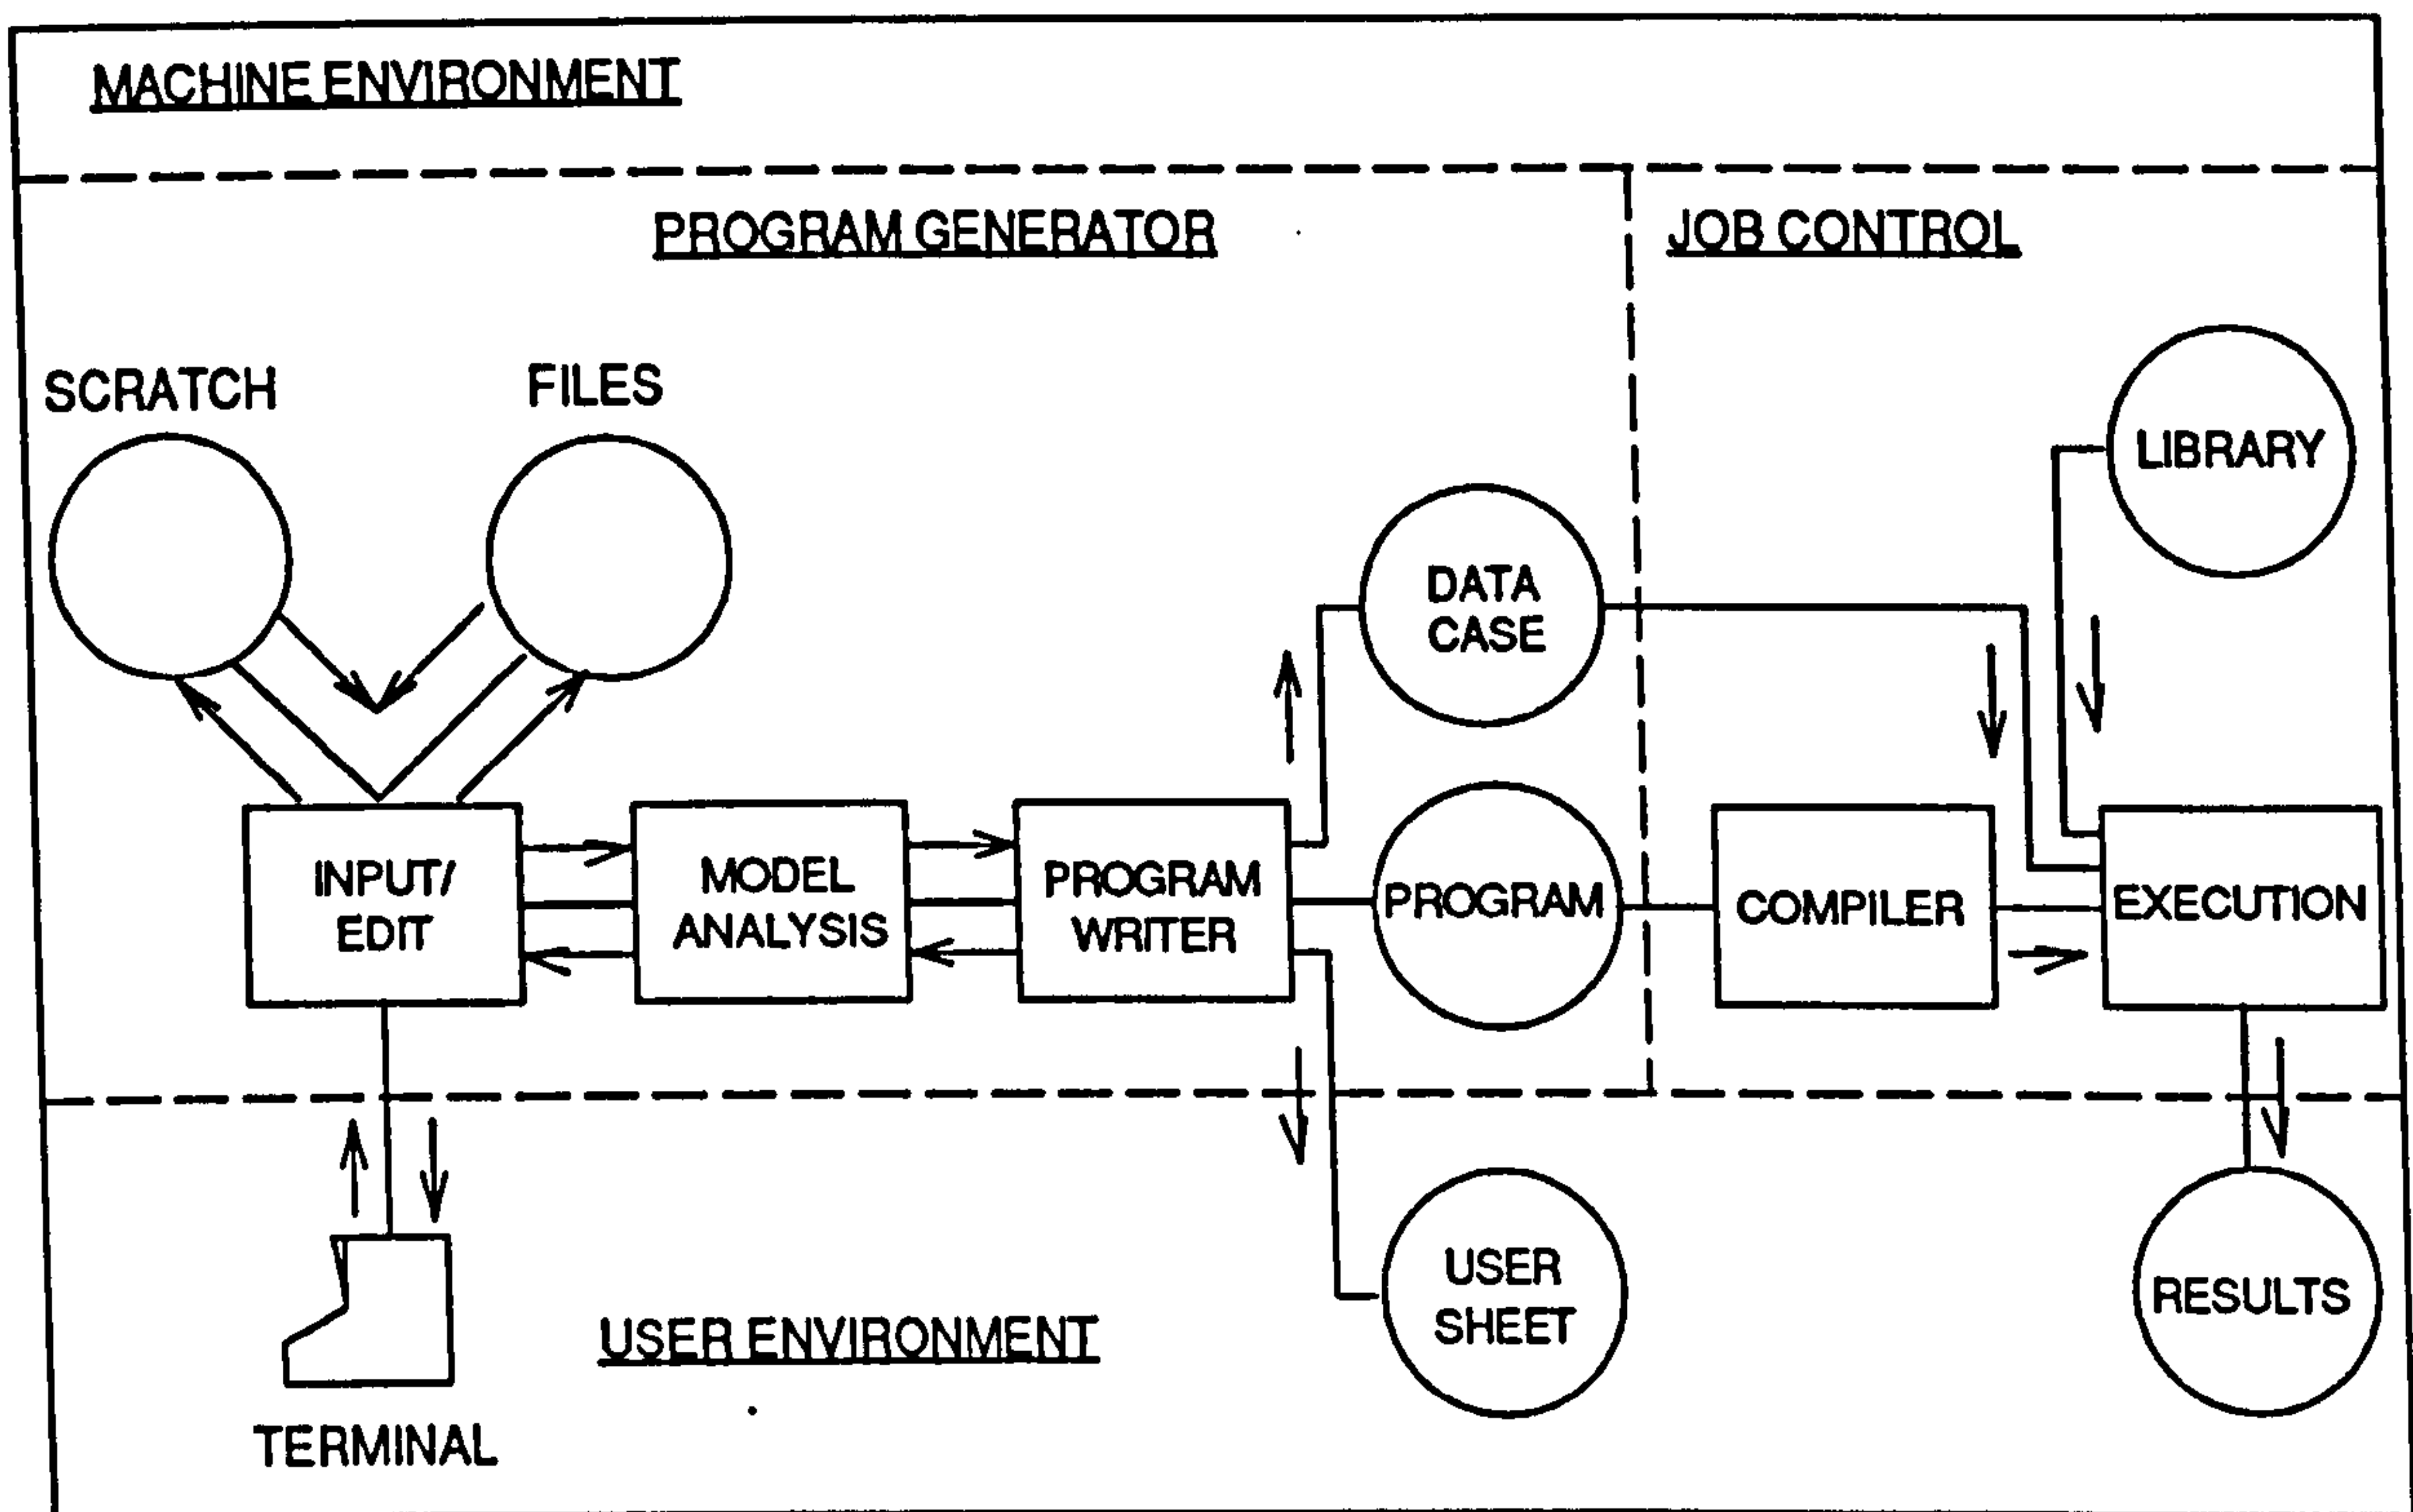 MACHINE ENVIRONMENT
PROGRAM GENERATOR
JOB CONTROL
SCRATCH
FILES
LIBRARY
DATA
CASE
INPUT/
EDIT
MODEL
ANALYSIS
PROGRAM
WRITER
PROGRAM
COMPILER
EXECUTION
USER
SHEET
RESULTS
USER ENVIRONMENT
TERMINAL